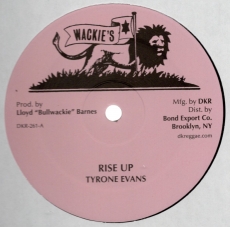 WACKIE'S
Prod. by
Lloyd "Bullwackie" Barnes
DKR-261-A
Mfg. by DKR
Dist. by
Bond Export Co.
Brooklyn, NY
dkreggae.com
RISE UP
TYRONE EVANS